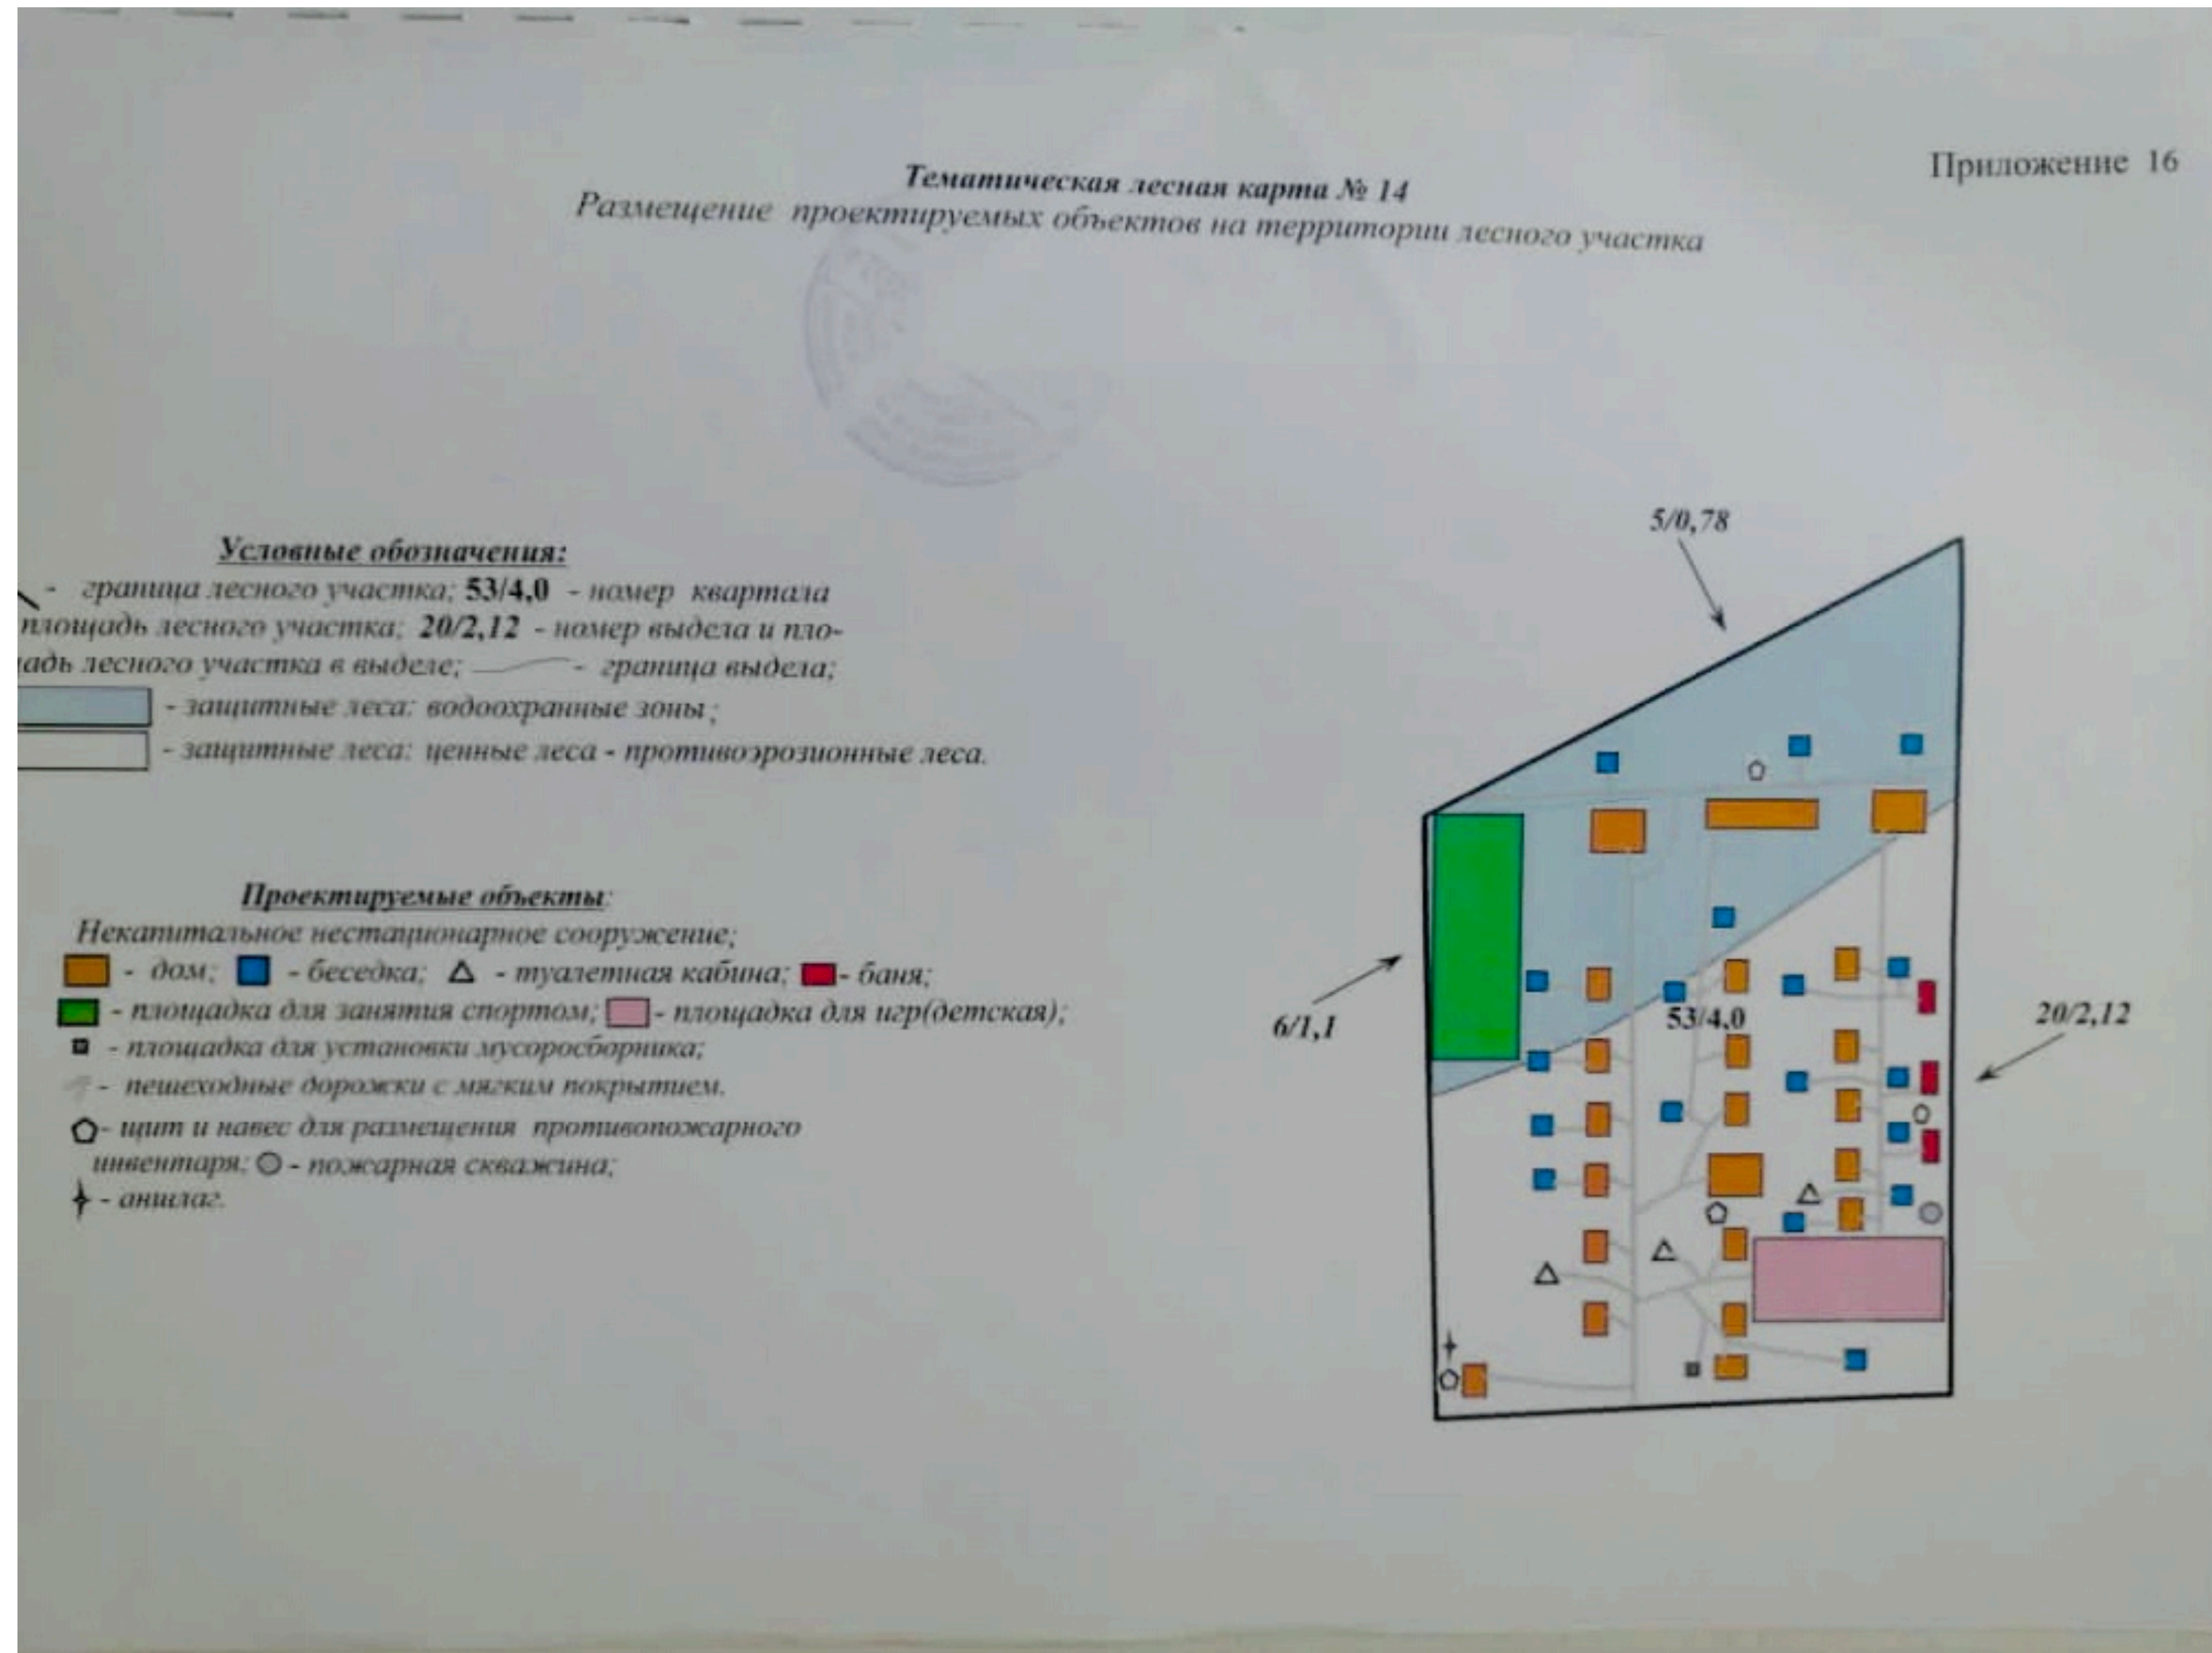 Приложение 16
Тематическая лесная карта № 14
Размещение проектируемых объектов на территории лесного участка
Условные обозначения:
- граница лесного участка; 53/4,0 - номер квартала
площадь лесного участка; 20/2,12 - номер выдела и пло-
адь лесного участка в выделе; - граница выдела;
- защитные леса: водоохранные зоны;
- защитные леса: ценные леса - противоэрозионные леса.
Проектируемые объекты:
Некапитальное нестационарное сооружение;
- дом; - беседка; - туалетная кабина; - баня;
- площадка для занятия спортом; - площадка для игр(детская);
- площадка для установки мусоросборника;
- пешеходные дорожки с мягким покрытием.
- щит и навес для размещения противопожарного
инвентаря; - пожарная скважина;
- аншлаг.
5/0,78
6/1,1
53/4,0
20/2,12